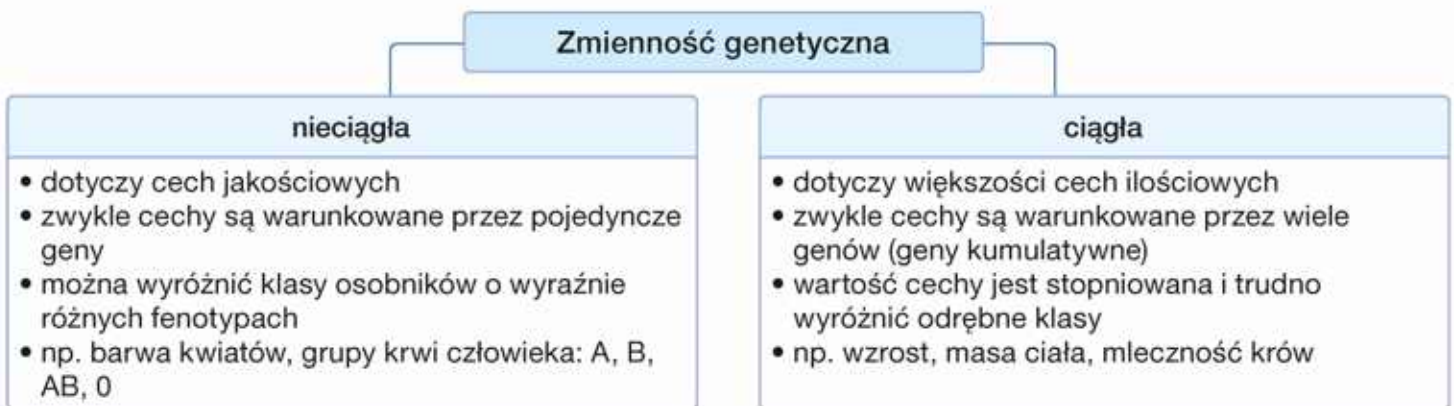 Zmienność genetyczna
nieciągła
• dotyczy cech jakościowych
• zwykle cechy są warunkowane przez pojedyncze
geny
• można wyróżnić klasy osobników o wyraźnie
różnych fenotypach
• np. barwa kwiatów, grupy krwi człowieka: A, B,
AB, 0
ciągła
• dotyczy większości cech ilościowych
• zwykle cechy są warunkowane przez wiele
genów (geny kumulatywne)
• wartość cechy jest stopniowana i trudno
wyróżnić odrębne klasy
• np. wzrost, masa ciała, mleczność krów